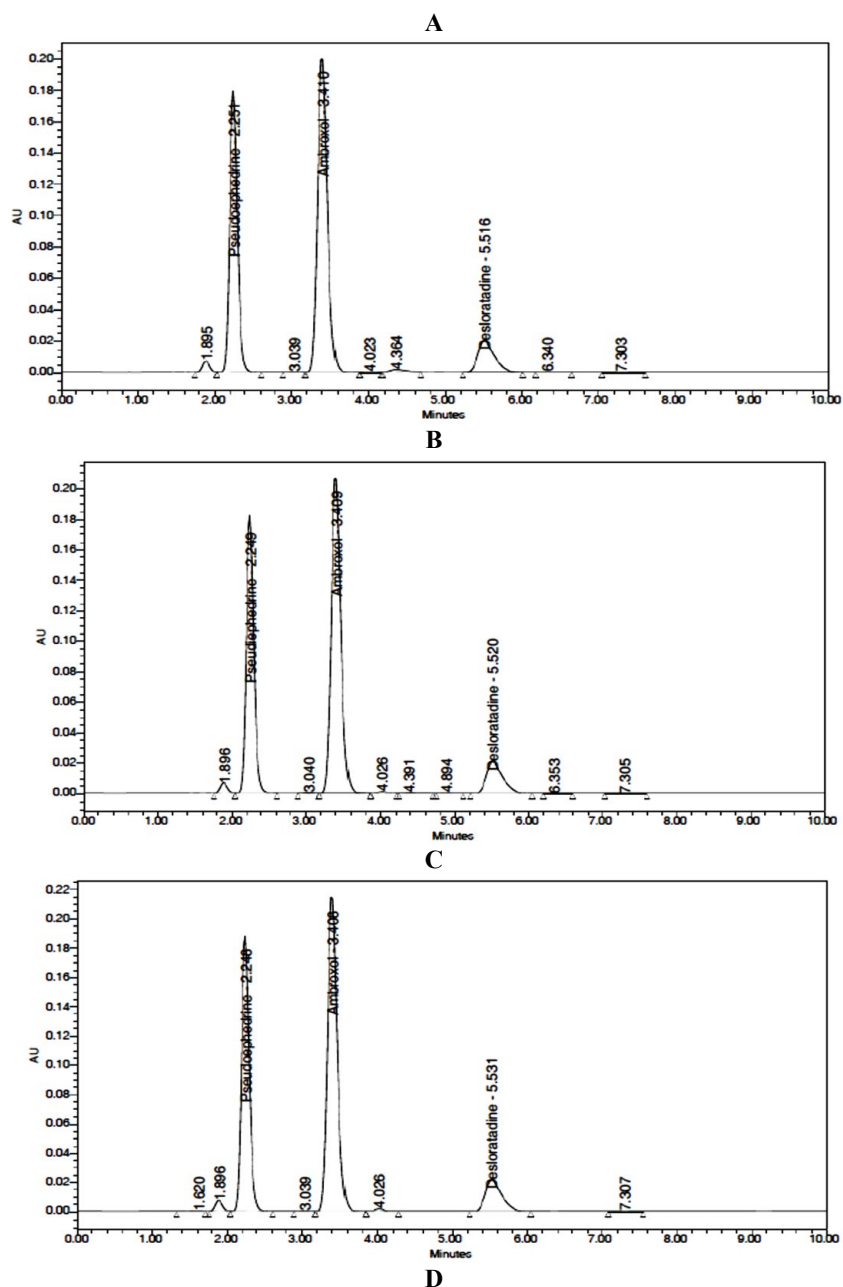 A
AU
0.20
0.18
0.16
0.14
0.12
0.10
0.08
0.06
0.04
0.02
0.00
1.895
Pseudoephedrine - 2.251
3.039
Ambroxol - 3.410
4.023
4.364
Desloratadine - 5.516
6.340
7.303
0.00 1.00 2.00 3.00 4.00 5.00 6.00 7.00 8.00 9.00 10.00
Minutes
B
AU
0.20
0.18
0.16
0.14
0.12
0.10
0.08
0.06
0.04
0.02
0.00
1.896
Pseudiephedrine - 2.249
3.040
Ambroxol - 3.409
4.026
4.391
4.894
Desloratadine - 5.520
6.353
7.305
0.00 1.00 2.00 3.00 4.00 5.00 6.00 7.00 8.00 9.00 10.00
Minutes
C
AU
0.22
0.20
0.18
0.16
0.14
0.12
0.10
0.08
0.06
0.04
0.02
0.00
1.620
1.896
Pseudoephedrine - 2.246
3.039
Ambroxol - 3.406
4.026
Desloratadine - 5.531
7.307
0.00 1.00 2.00 3.00 4.00 5.00 6.00 7.00 8.00 9.00 10.00
Minutes
D